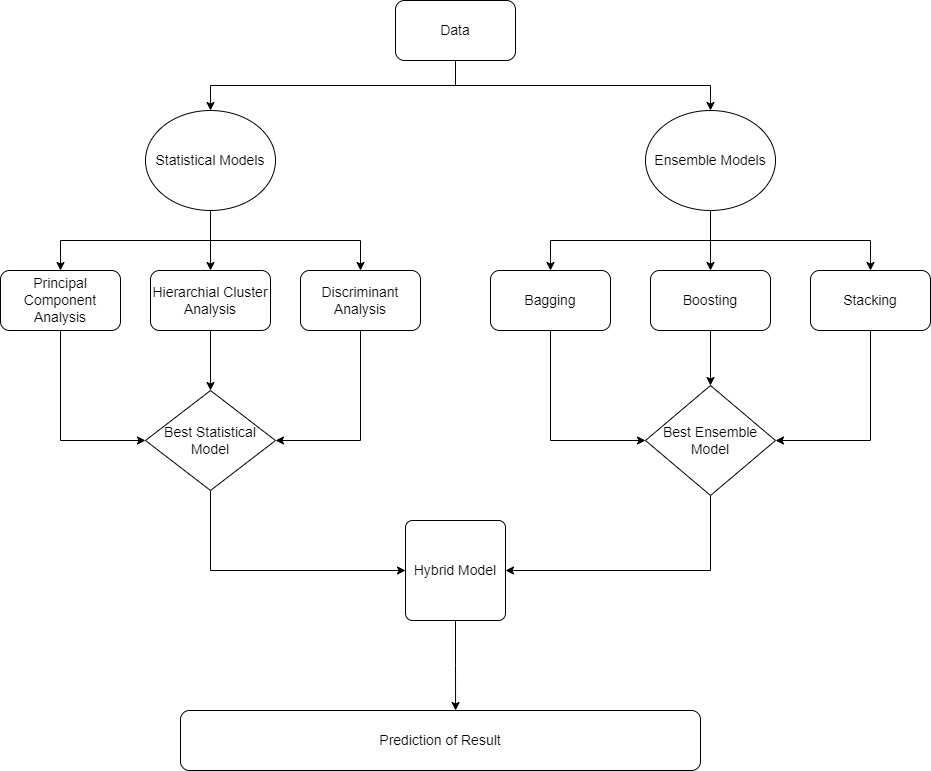 Data
Statistical Models
Ensemble Models
Principal
Component
Analysis
Hierarchial Cluster
Analysis
Discriminant
Analysis
Bagging
Boosting
Stacking
Best Statistical
Model
Best Ensemble
Model
Hybrid Model
Prediction of Result